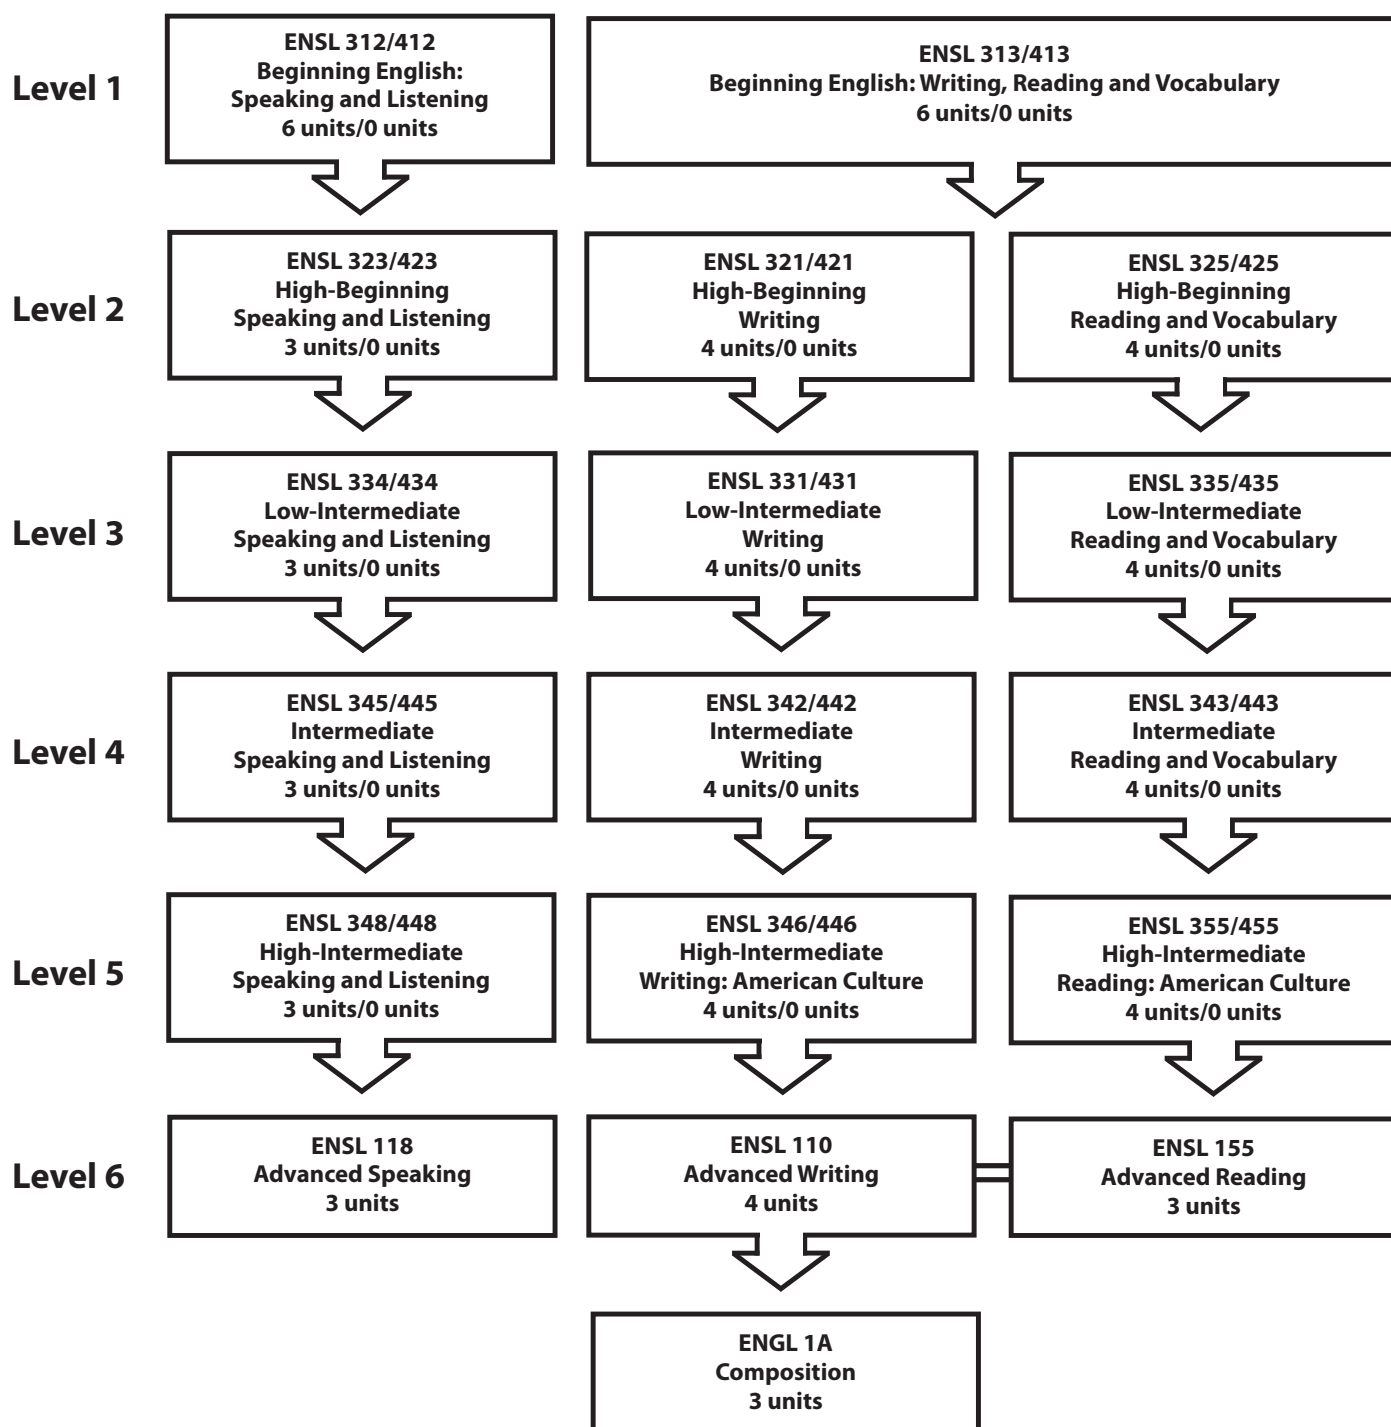 Level 1
ENSL 312/412
Beginning English:
Speaking and Listening
6 units/0 units
ENSL 313/413
Beginning English: Writing, Reading and Vocabulary
6 units/0 units
Level 2
ENSL 323/423
High-Beginning
Speaking and Listening
3 units/0 units
ENSL 321/421
High-Beginning
Writing
4 units/0 units
ENSL 325/425
High-Beginning
Reading and Vocabulary
4 units/0 units
Level 3
ENSL 334/434
Low-Intermediate
Speaking and Listening
3 units/0 units
ENSL 331/431
Low-Intermediate
Writing
4 units/0 units
ENSL 335/435
Low-Intermediate
Reading and Vocabulary
4 units/0 units
Level 4
ENSL 345/445
Intermediate
Speaking and Listening
3 units/0 units
ENSL 342/442
Intermediate
Writing
4 units/0 units
ENSL 343/443
Intermediate
Reading and Vocabulary
4 units/0 units
Level 5
ENSL 348/448
High-Intermediate
Speaking and Listening
3 units/0 units
ENSL 346/446
High-Intermediate
Writing: American Culture
4 units/0 units
ENSL 355/455
High-Intermediate
Reading: American Culture
4 units/0 units
Level 6
ENSL 118
Advanced Speaking
3 units
ENSL 110
Advanced Writing
4 units
ENSL 155
Advanced Reading
3 units
ENGL 1A
Composition
3 units